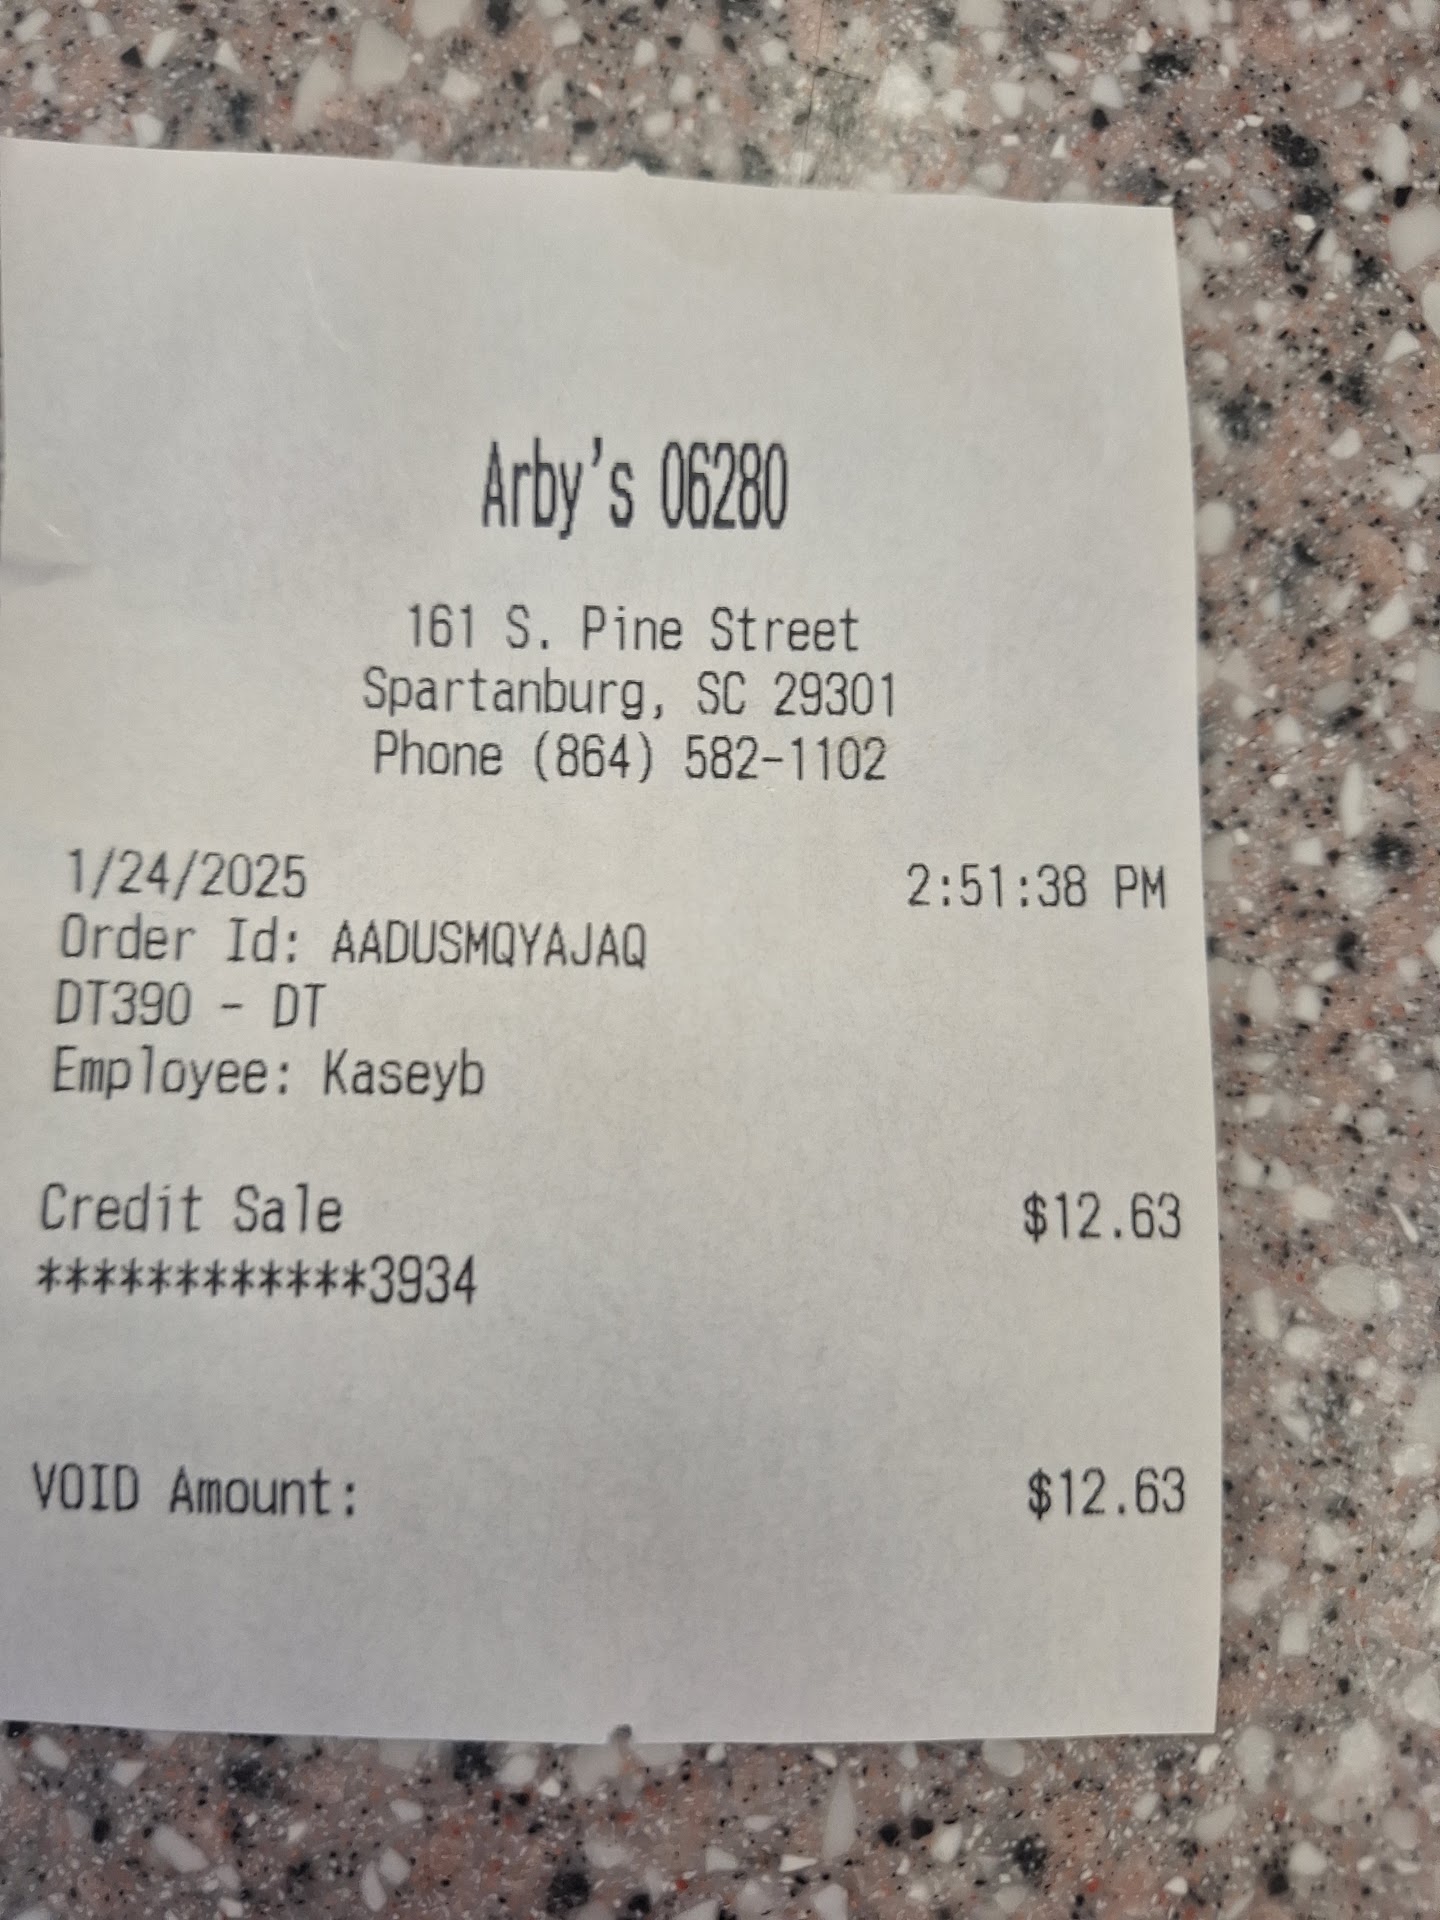 Arby's 06280
161 S. Pine Street
Spartanburg, SC 29301
Phone (864) 582-1102
1/24/2025 2:51:38 PM
Order Id: AADUSMQYAJAQ
DT390 - DT
Employee: Kaseyb
Credit Sale $12.63
************3934
VOID Amount: $12.63